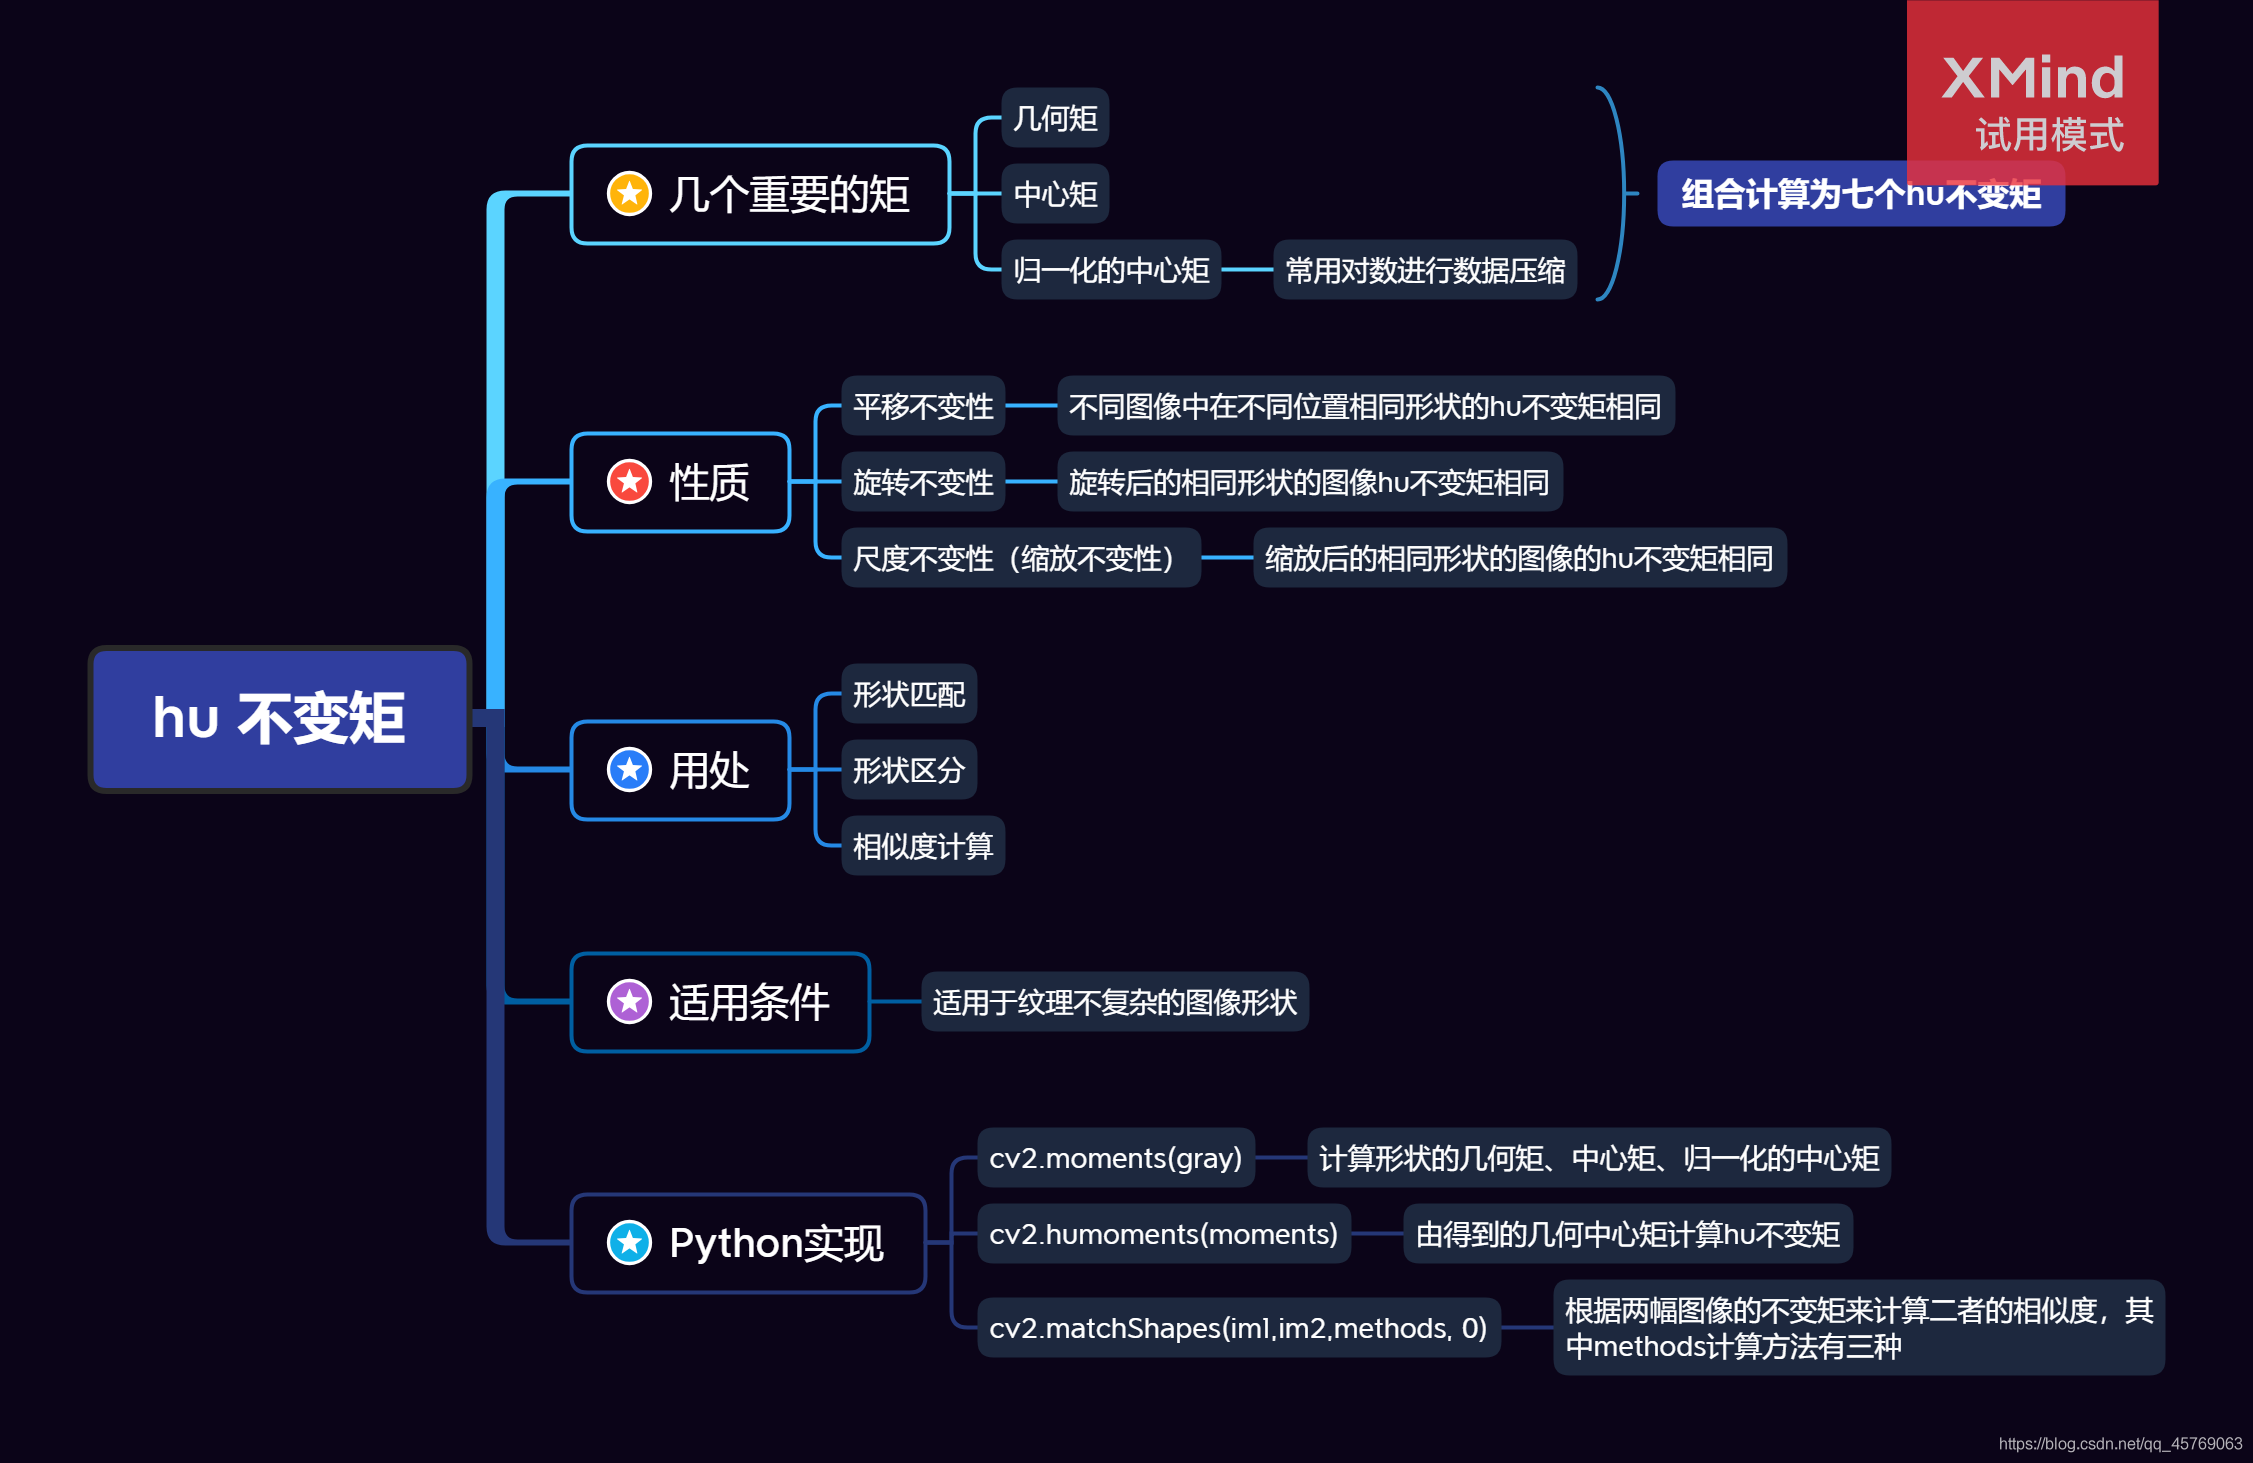 XMind
试用模式
几何矩
几个重要的矩
中心矩
组合计算为七个hu不变矩
归一化的中心矩
常用对数进行数据压缩
平移不变性
不同图像中在不同位置相同形状的hu不变矩相同
性质
旋转不变性
旋转后的相同形状的图像hu不变矩相同
尺度不变性（缩放不变性）
缩放后的相同形状的图像的hu不变矩相同
hu 不变矩
形状匹配
用处
形状区分
相似度计算
适用条件
适用于纹理不复杂的图像形状
cv2.moments(gray)
计算形状的几何矩、中心矩、归一化的中心矩
Python实现
cv2.humoments(moments)
由得到的几何中心矩计算hu不变矩
cv2.matchShapes(im1,im2,methods, 0)
根据两幅图像的不变矩来计算二者的相似度，其
中methods计算方法有三种
https://blog.csdn.net/qq_45769063